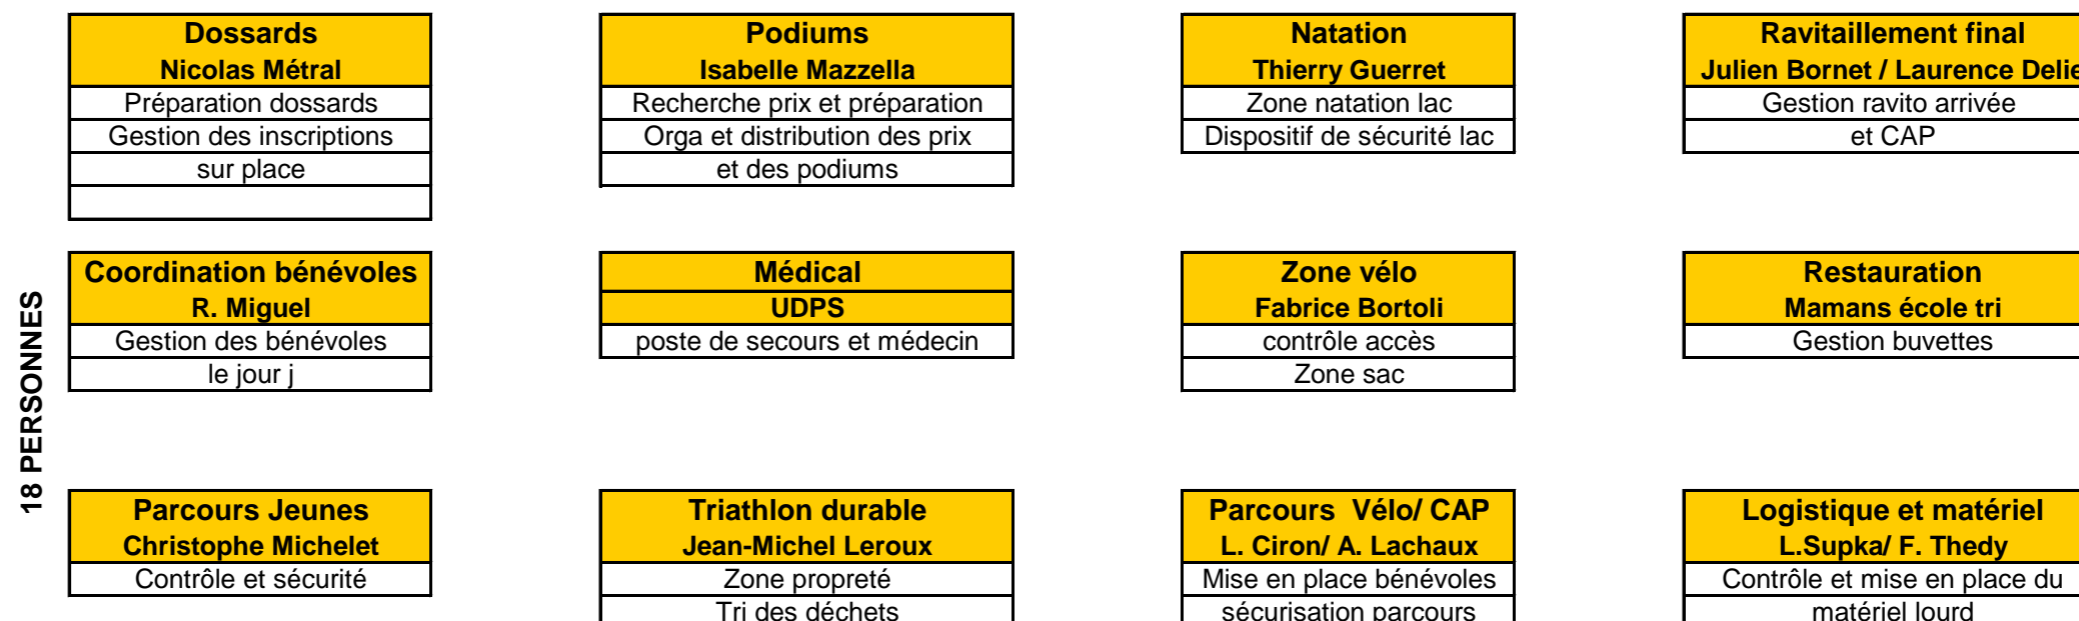 18 PERSONNES
Dossards
Nicolas Métral
Préparation dossards
Gestion des inscriptions
sur place
Podiums
Isabelle Mazzella
Recherche prix et préparation
Orga et distribution des prix
et des podiums
Natation
Thierry Guerret
Zone natation lac
Dispositif de sécurité lac
Ravitaillement final
Julien Bornet / Laurence Delie
Gestion ravito arrivée
et CAP
Coordination bénévoles
R. Miguel
Gestion des bénévoles
le jour j
Médical
UDPS
poste de secours et médecin
Zone vélo
Fabrice Bortoli
contrôle accès
Zone sac
Restauration
Mamans école tri
Gestion buvettes
Parcours Jeunes
Christophe Michelet
Contrôle et sécurité
Triathlon durable
Jean-Michel Leroux
Zone propreté
Tri des déchets
Parcours Vélo/ CAP
L. Ciron/ A. Lachaux
Mise en place bénévoles
sécurisation parcours
Logistique et matériel
L.Supka/ F. Thedy
Contrôle et mise en place du
matériel lourd